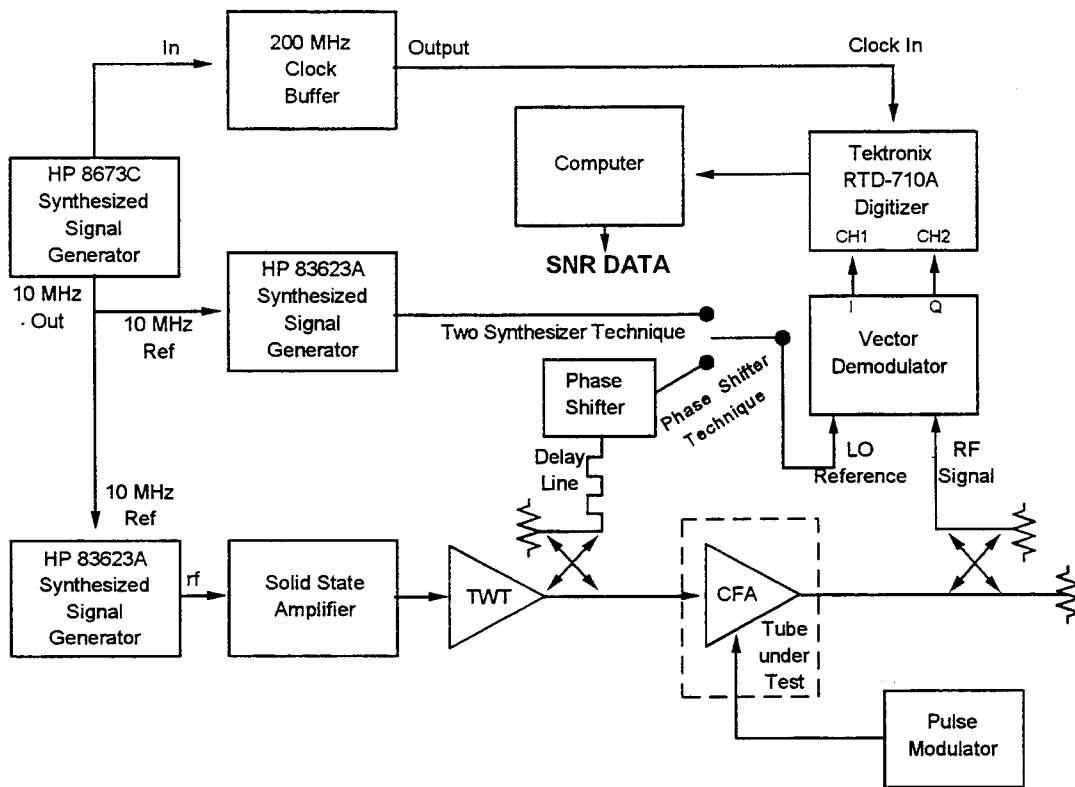 In
200 MHz
Clock
Buffer
Output
Clock In
HP 8673C
Synthesized
Signal
Generator
Computer
Tektronix
RTD-710A
Digitizer
CH1
CH2
SNR DATA
10 MHz
Out
10 MHz
Ref
HP 83623A
Synthesized
Signal
Generator
Two Synthesizer Technique
I
Q
Vector
Demodulator
Phase
Shifter
Phase Shifter
Technique
Delay
Line
LO
Reference
RF
Signal
10 MHz
Ref
HP 83623A
Synthesized
Signal
Generator
rf
Solid State
Amplifier
TWT
CFA
Tube
under
Test
Pulse
Modulator